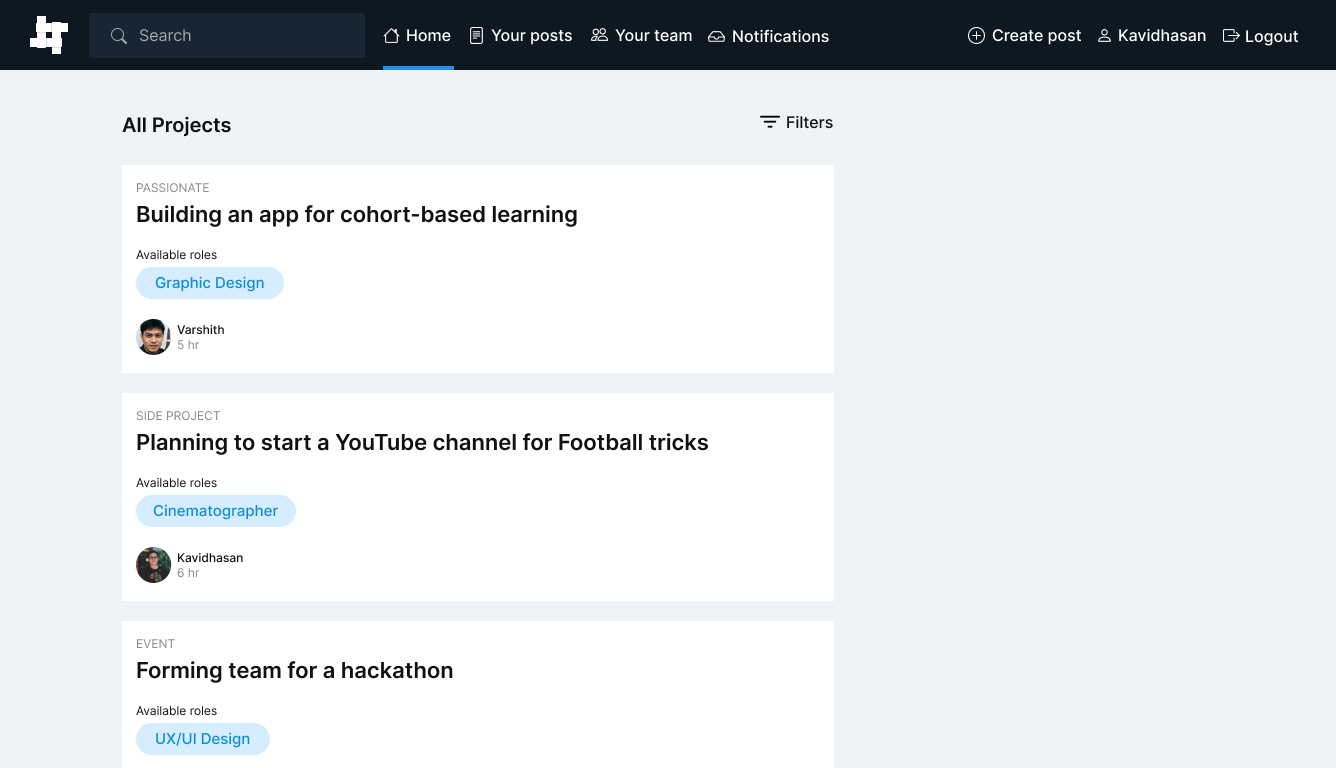 Search Home Your posts Your team Notifications Create post Kavidhasan Logout
All Projects Filters
PASSIONATE
Building an app for cohort-based learning
Available roles
Graphic Design
Varshith
5 hr
SIDE PROJECT
Planning to start a YouTube channel for Football tricks
Available roles
Cinematographer
Kavidhasan
6 hr
EVENT
Forming team for a hackathon
Available roles
UX/UI Design